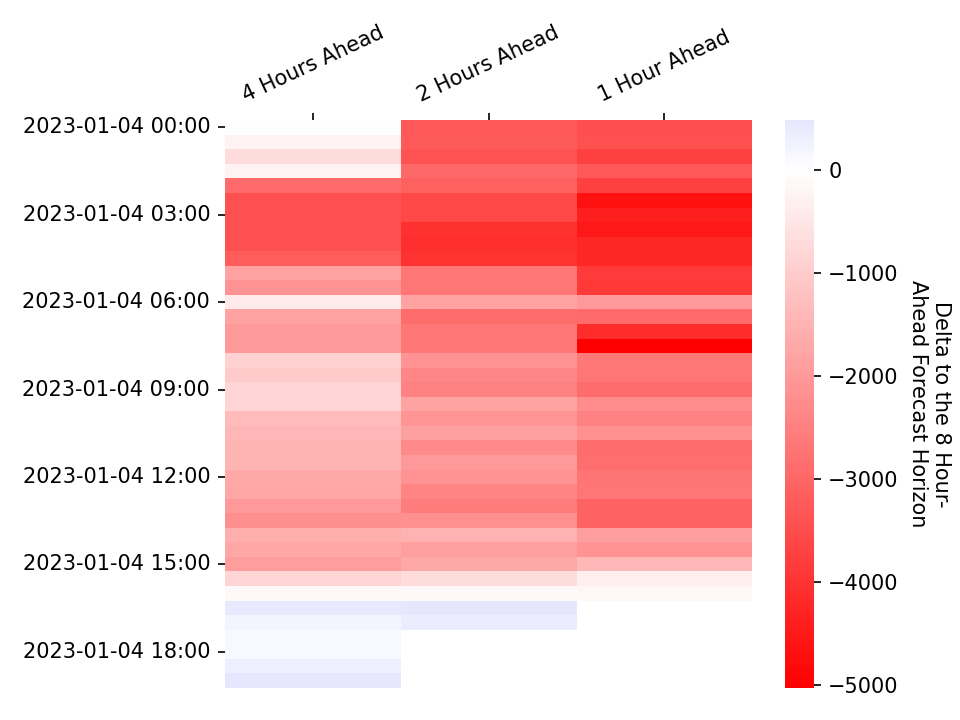 4 Hours Ahead
2 Hours Ahead
1 Hour Ahead
2023-01-04 00:00
2023-01-04 03:00
2023-01-04 06:00
2023-01-04 09:00
2023-01-04 12:00
2023-01-04 15:00
2023-01-04 18:00
0
−1000
−2000
−3000
−4000
−5000
Delta to the 8 Hour-
Ahead Forecast Horizon